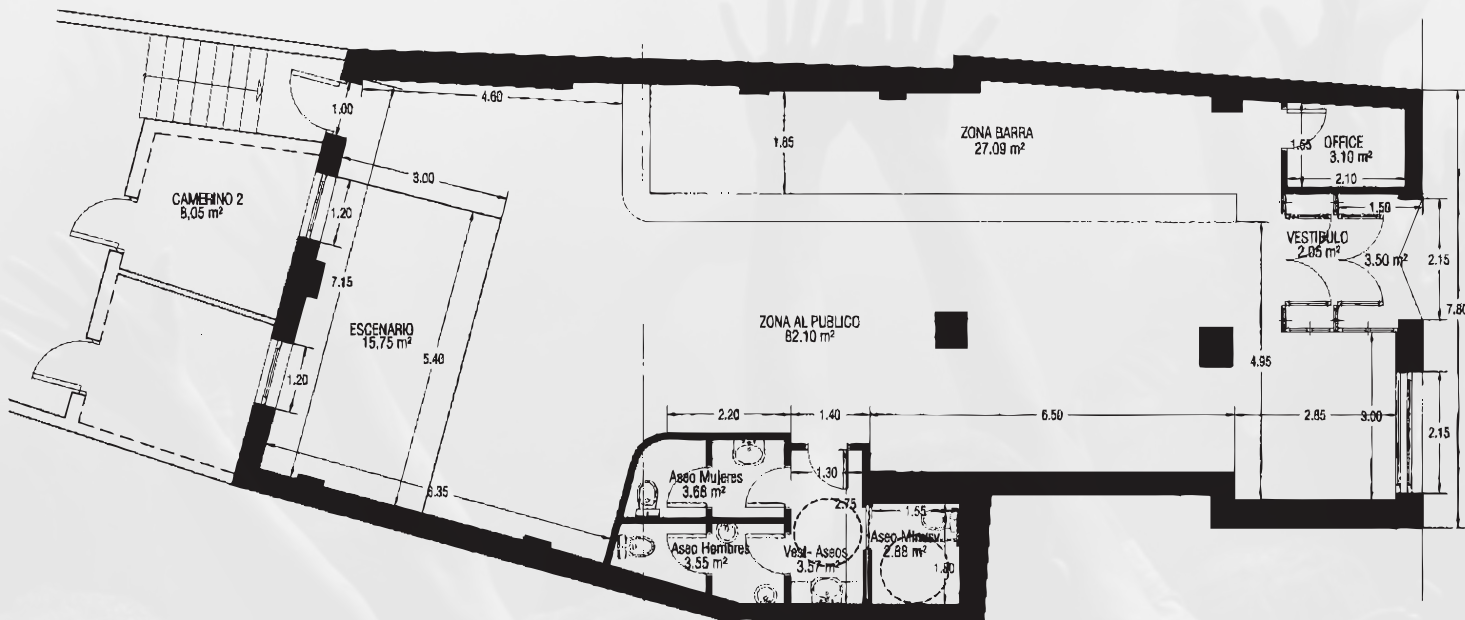 4.60
1.00
ZONA BARRA
27.09 m²
1.85
1.55
OFFICE
3.10 m²
2.10
3.00
CAMERINO 2
8,05 m²
1.20
1.50
VESTIBULO
2.05 m²
3.50 m²
2.15
7.15
7.80
ESCENARIO
15,75 m²
ZONA AL PUBLICO
82.10 m²
5.40
4.95
1.20
2.20
1.40
6.50
2.85
3.00
2.15
Aseo Mujeres
3.68 m²
1.30
6.35
2.75
1.55
Aseo Hombres
3.55 m²
Vest- Aseos
3.57 m²
Aseo Minusv.
2.88 m²
1.80